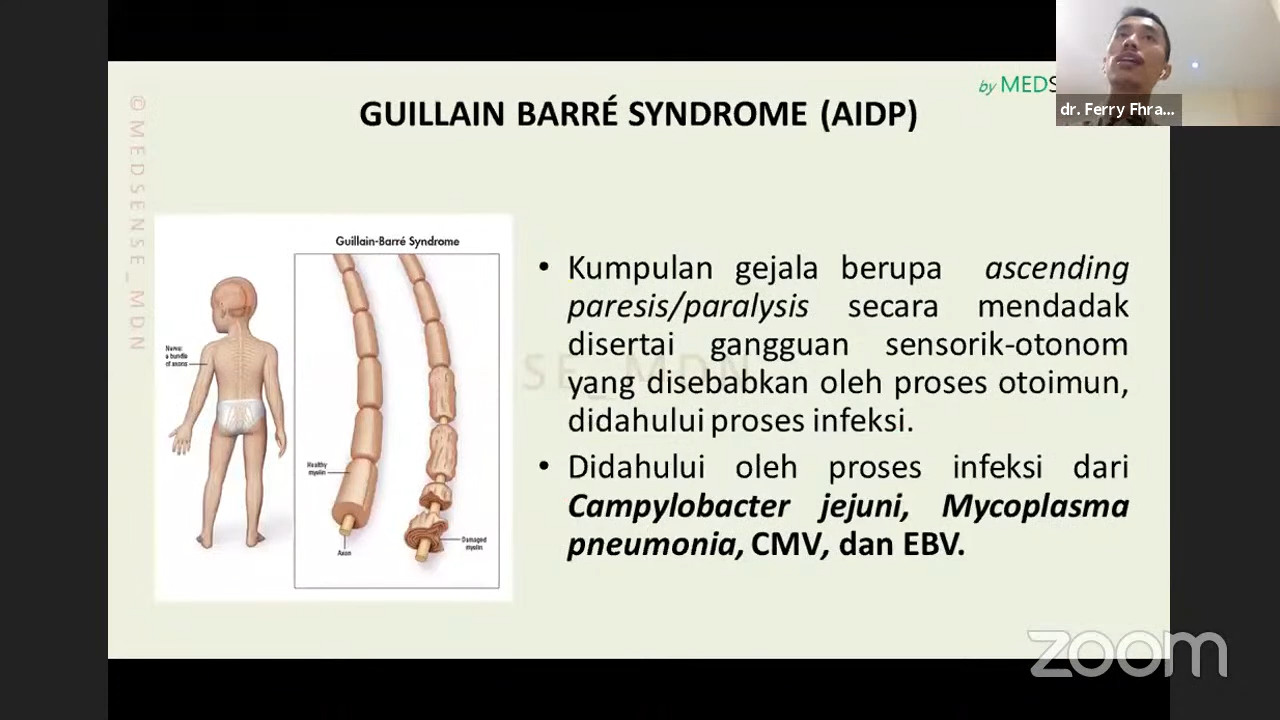 by MEDS
dr. Ferry Fhra...
GUILLAIN BARRÉ SYNDROME (AIDP)
©MEDSENSE_MDN
Guillain-Barré Syndrome
Nerve:
a bundle
of axons
Healthy
myelin
Axon
Damaged
myelin
• Kumpulan gejala berupa ascending
paresis/paralysis secara mendadak
disertai gangguan sensorik-otonom
yang disebabkan oleh proses otoimun,
didahului proses infeksi.
• Didahului oleh proses infeksi dari
Campylobacter jejuni, Mycoplasma
pneumonia, CMV, dan EBV.
SE_MDN
zoom